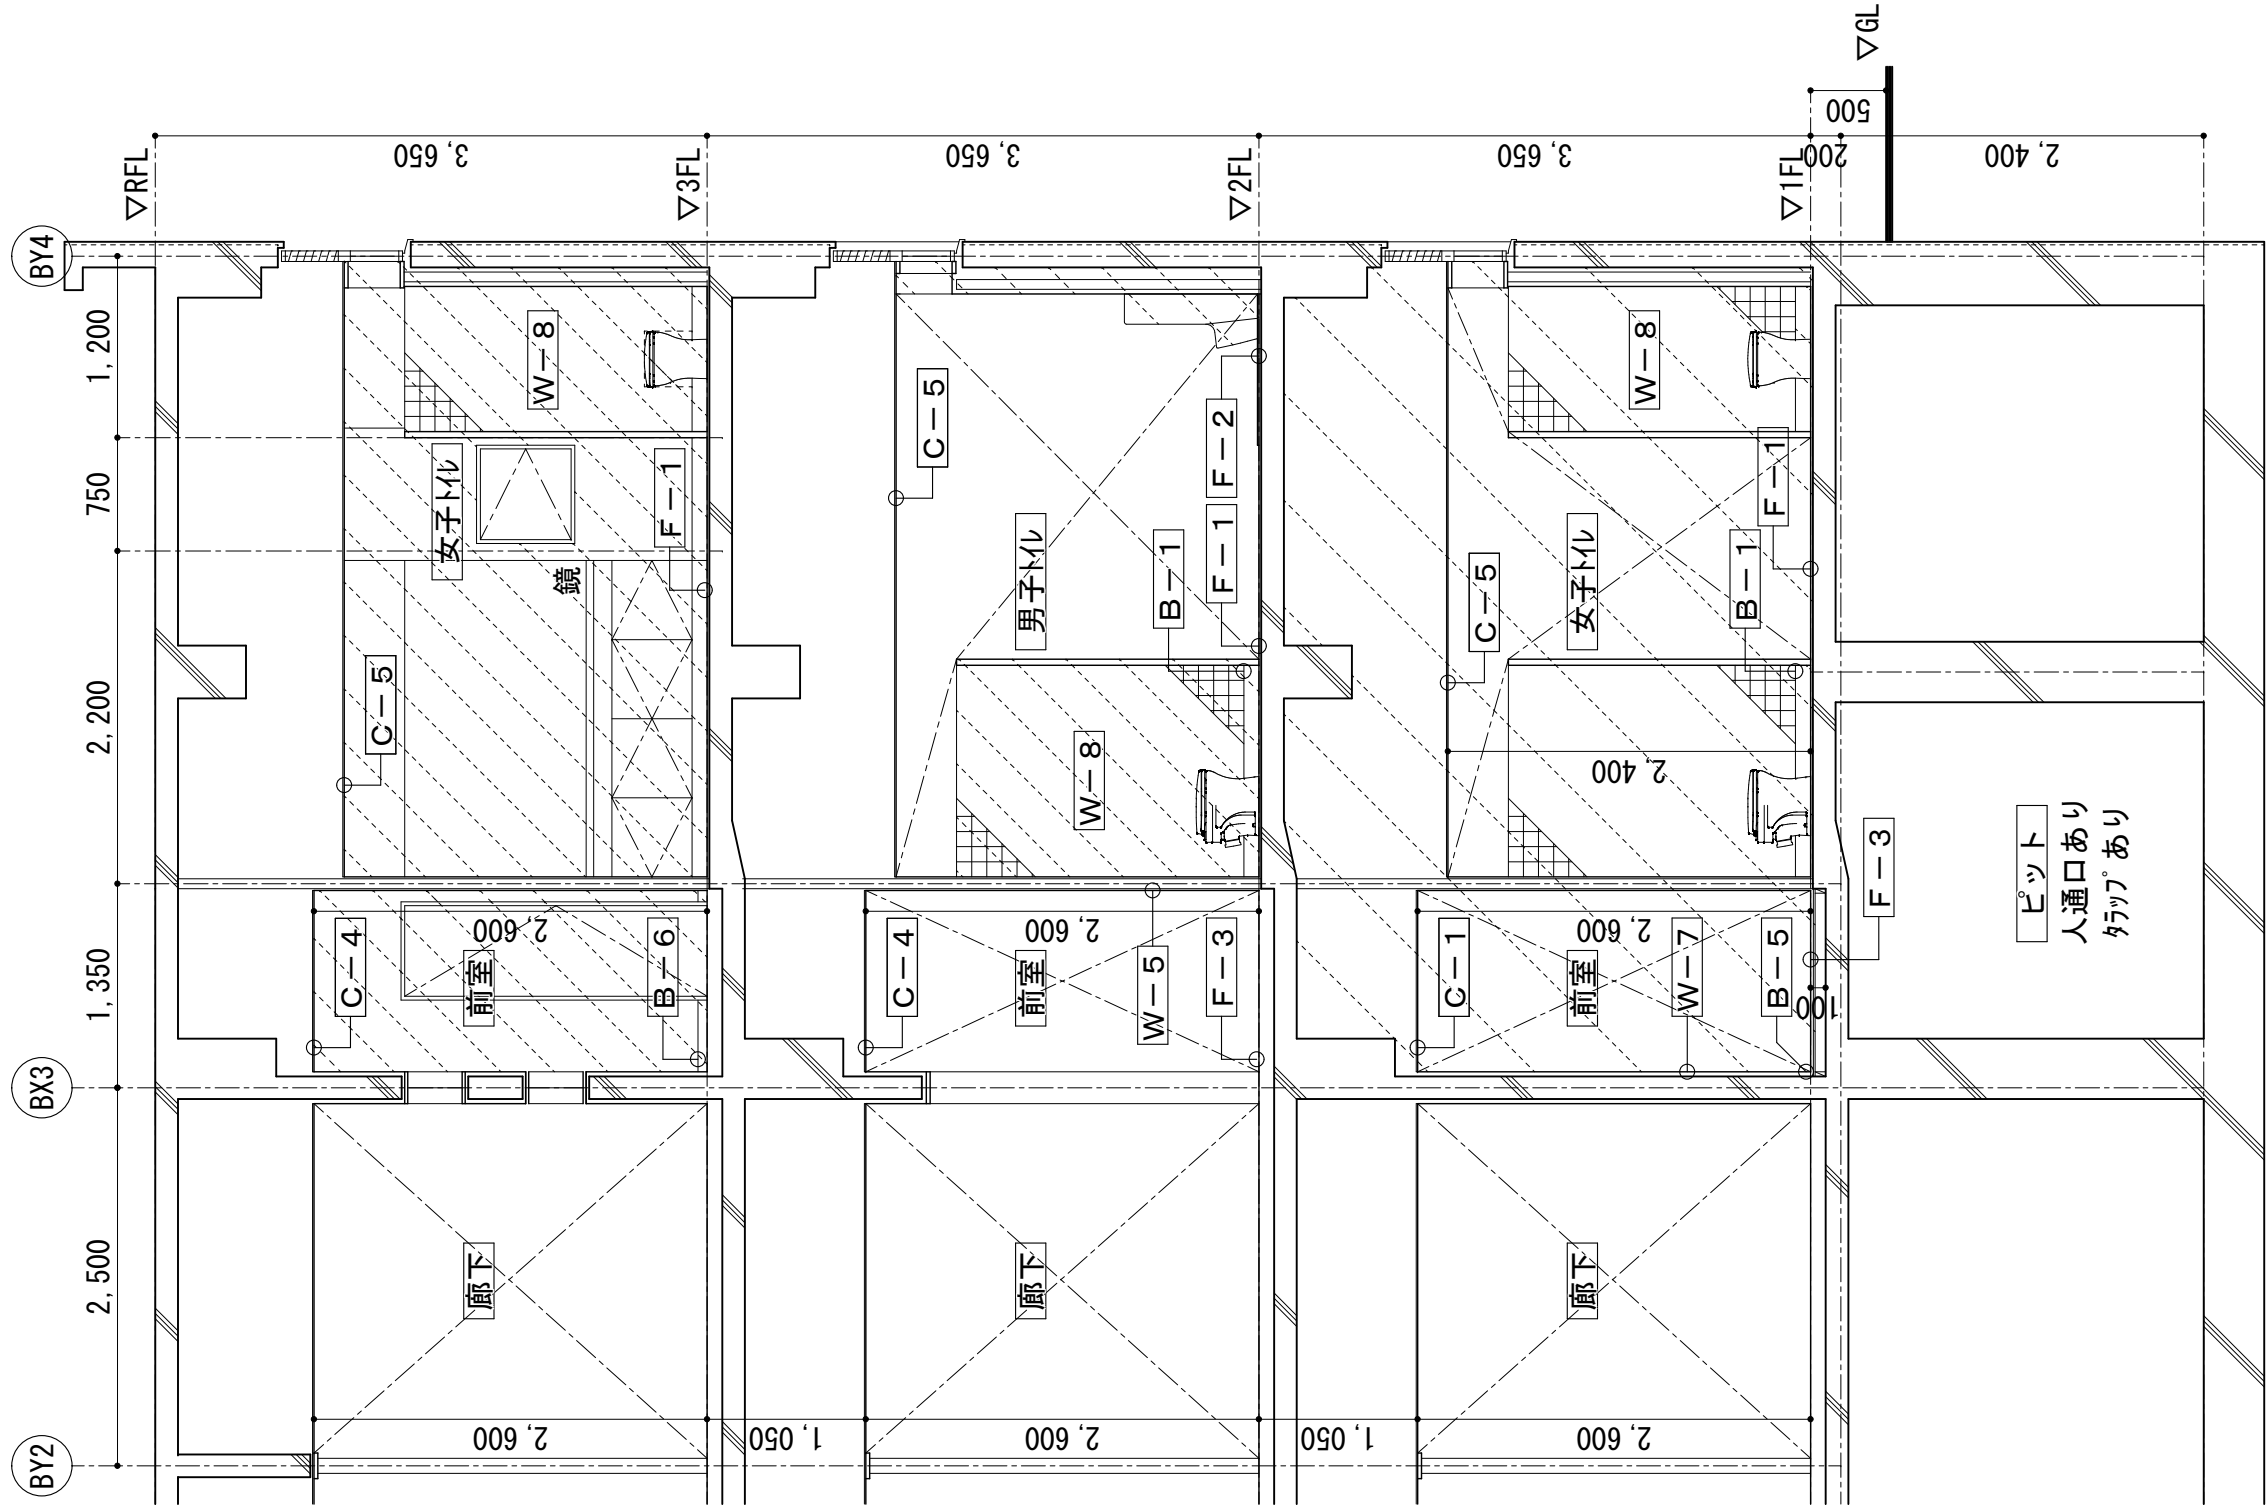 BY4
BX3
BY2
1,200
750
2,200
1,350
2,500
▽RFL
▽3FL
▽2FL
▽1FL
▽GL
3,650
3,650
3,650
200
500
2,400
W－8
女子トイレ
F－1
鏡
C－5
C－4
前室
2,600
B－6
廊下
2,600
1,050
C－5
F－2
F－1
男子トイレ
B－1
W－8
C－4
前室
2,600
W－5
F－3
廊下
2,600
1,050
W－8
F－1
C－5
女子トイレ
B－1
2,400
C－1
前室
2,600
W－7
B－5
100
F－3
廊下
2,600
ピット
人通口あり
ﾀﾗｯﾌﾟあり